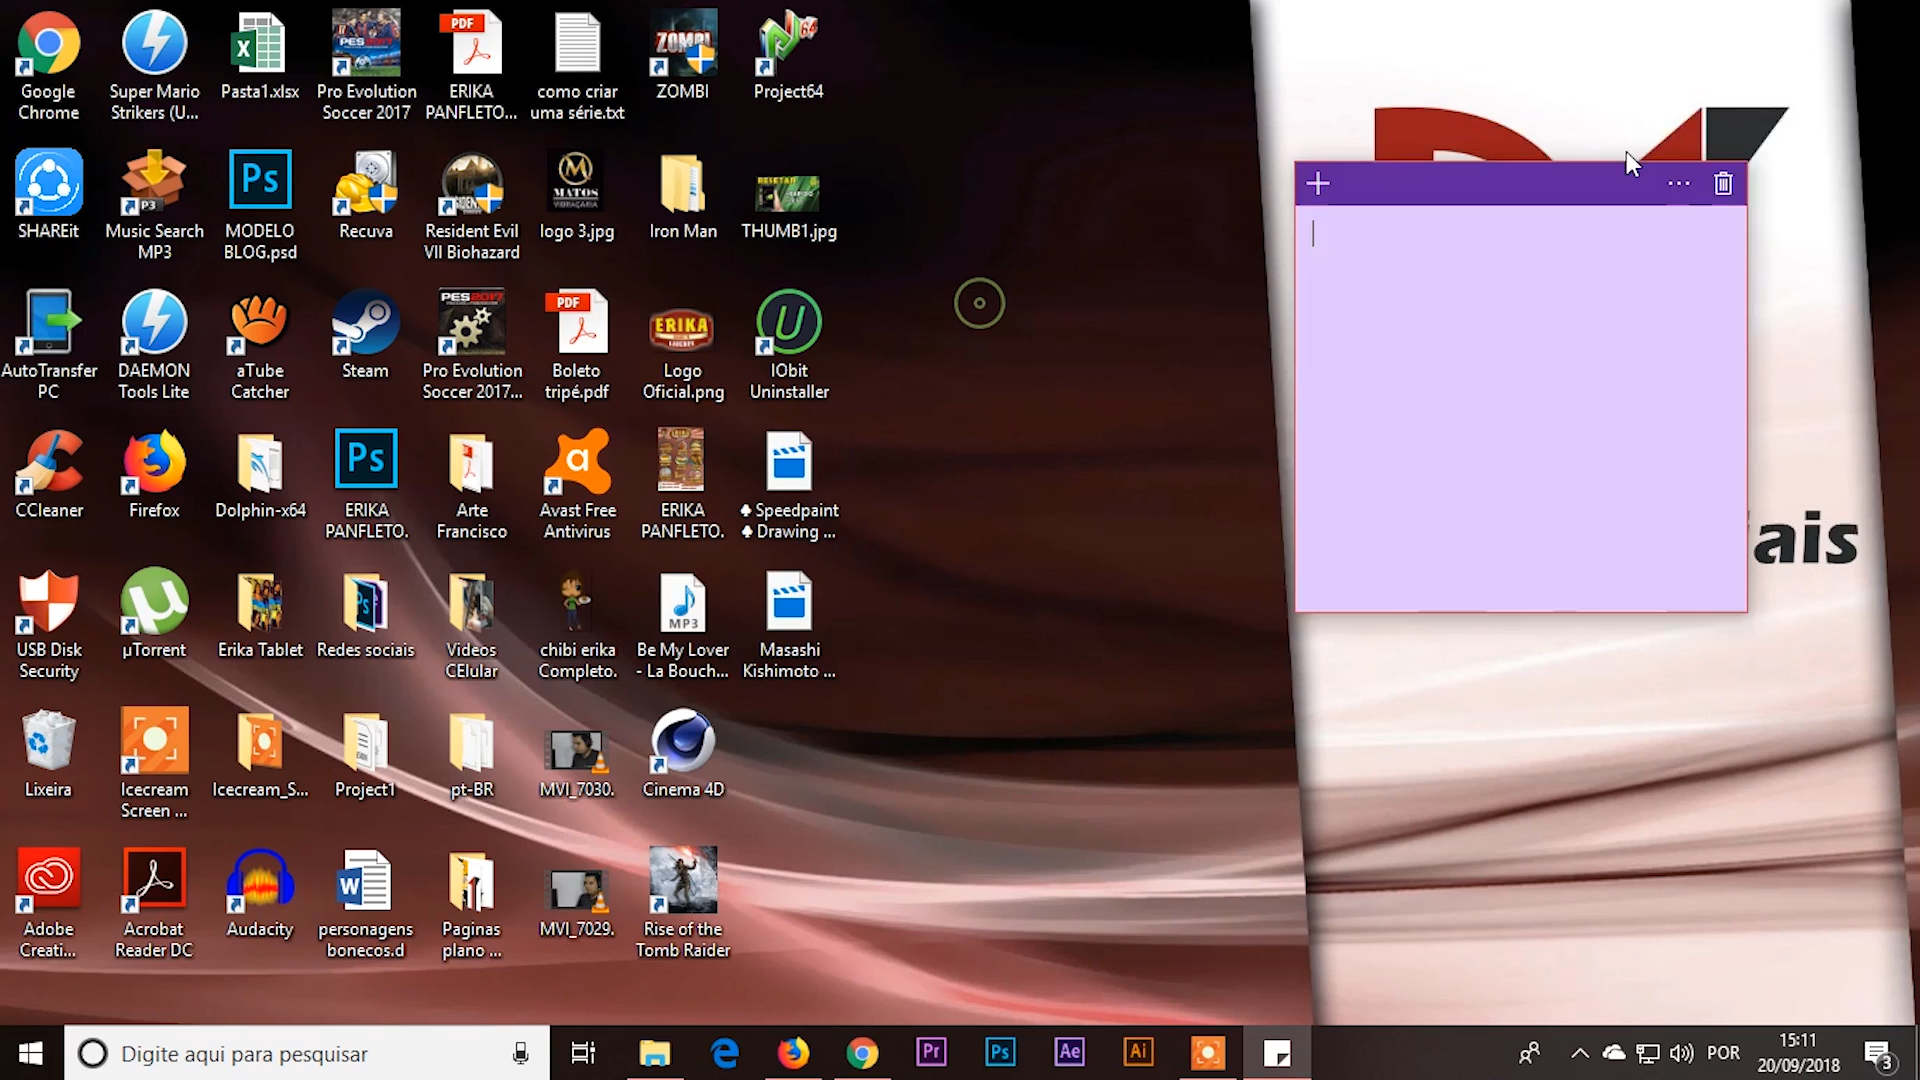 Google
Chrome
Super Mario
Strikers (U...
Pasta1.xlsx
Pro Evolution
Soccer 2017
ERIKA
PANFLETO...
como criar
uma série.txt
ZOMBI
Project64
SHAREit
Music Search
MP3
MODELO
BLOG.psd
Recuva
Resident Evil
VII Biohazard
logo 3.jpg
Iron Man
THUMB1.jpg
AutoTransfer
PC
DAEMON
Tools Lite
aTube
Catcher
Steam
Pro Evolution
Soccer 2017...
Boleto
tripé.pdf
Logo
Oficial.png
IObit
Uninstaller
CCleaner
Firefox
Dolphin-x64
ERIKA
PANFLETO.
Arte
Francisco
Avast Free
Antivirus
ERIKA
PANFLETO.
♣ Speedpaint
♣ Drawing ...
ais
USB Disk
Security
µTorrent
Erika Tablet
Redes sociais
Videos
CElular
chibi erika
Completo.
Be My Lover
- La Bouch...
Masashi
Kishimoto ...
Lixeira
Icecream
Screen ...
Icecream_S...
Project1
pt-BR
MVI_7030.
Cinema 4D
Adobe
Creati...
Acrobat
Reader DC
Audacity
personagens
bonecos.d
Paginas
plano ...
MVI_7029.
Rise of the
Tomb Raider
Digite aqui para pesquisar
Pr
Ps
Ae
Ai
POR
15:11
20/09/2018
3